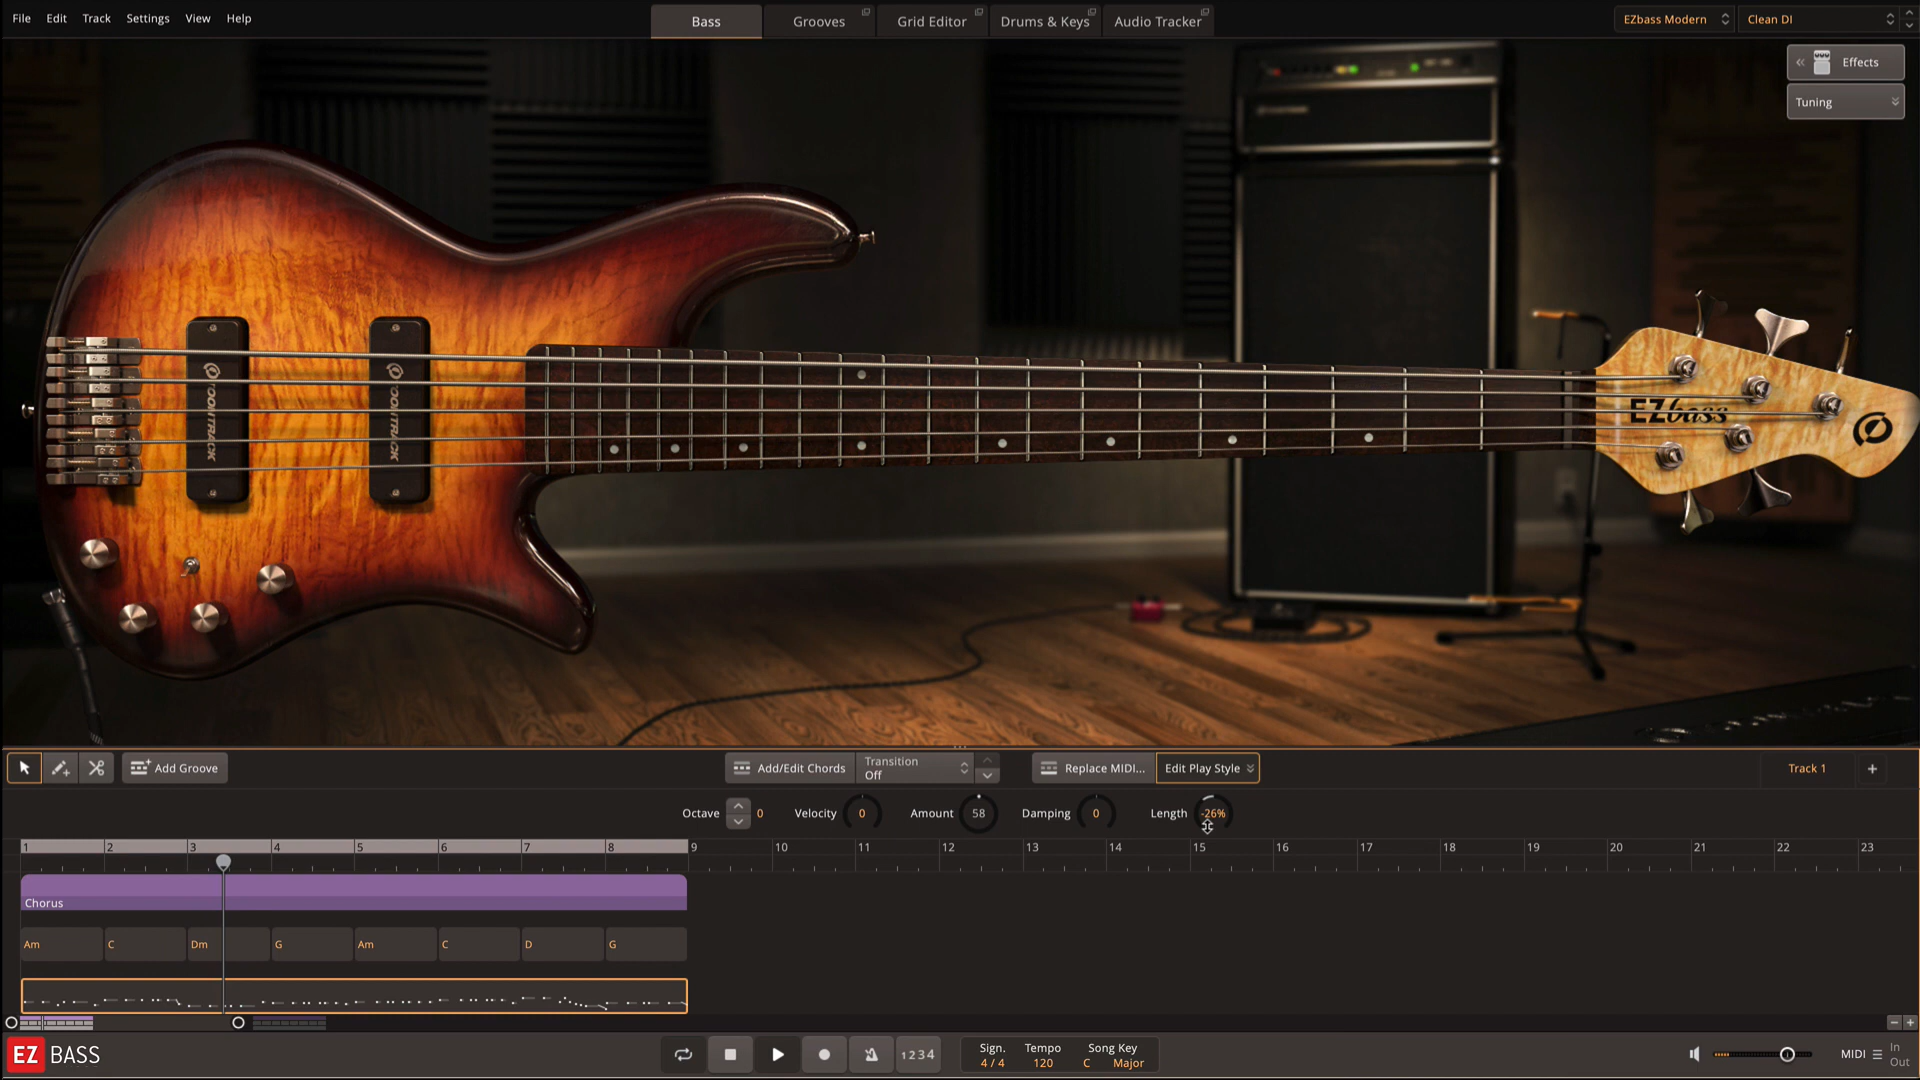 File Edit Track Settings View Help
Bass Grooves Grid Editor Drums & Keys Audio Tracker
EZbass Modern Clean DI
Effects
Tuning
TOONTRACK TOONTRACK
EZbass
Add Groove
Add/Edit Chords Transition Off
Replace MIDI... Edit Play Style
Track 1 +
Octave 0 Velocity 0 Amount 58 Damping 0 Length -26%
1 2 3 4 5 6 7 8 9 10 11 12 13 14 15 16 17 18 19 20 21 22 23
Chorus
Am C Dm G Am C D G
EZ BASS
1234
Sign. Tempo Song Key
4 / 4 120 C Major
MIDI In
Out